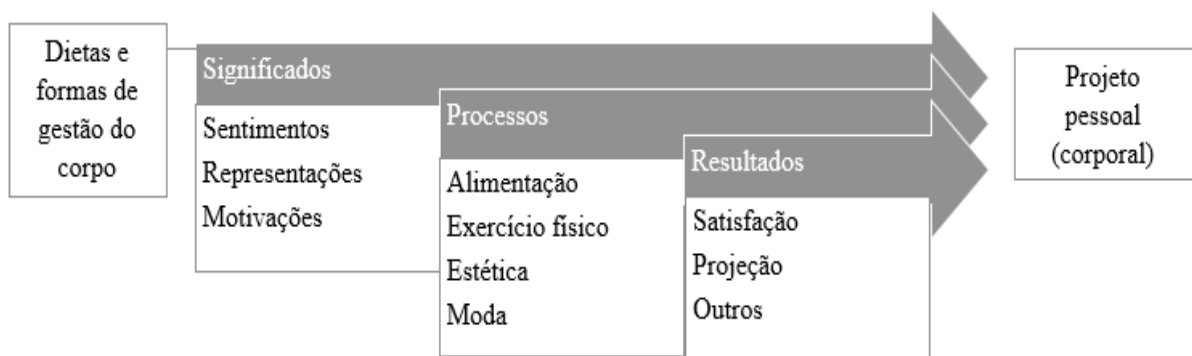 Dietas e
formas de
gestão do
corpo
Significados
Sentimentos
Representações
Motivações
Processos
Alimentação
Exercício físico
Estética
Moda
Resultados
Satisfação
Projeção
Outros
Projeto
pessoal
(corporal)